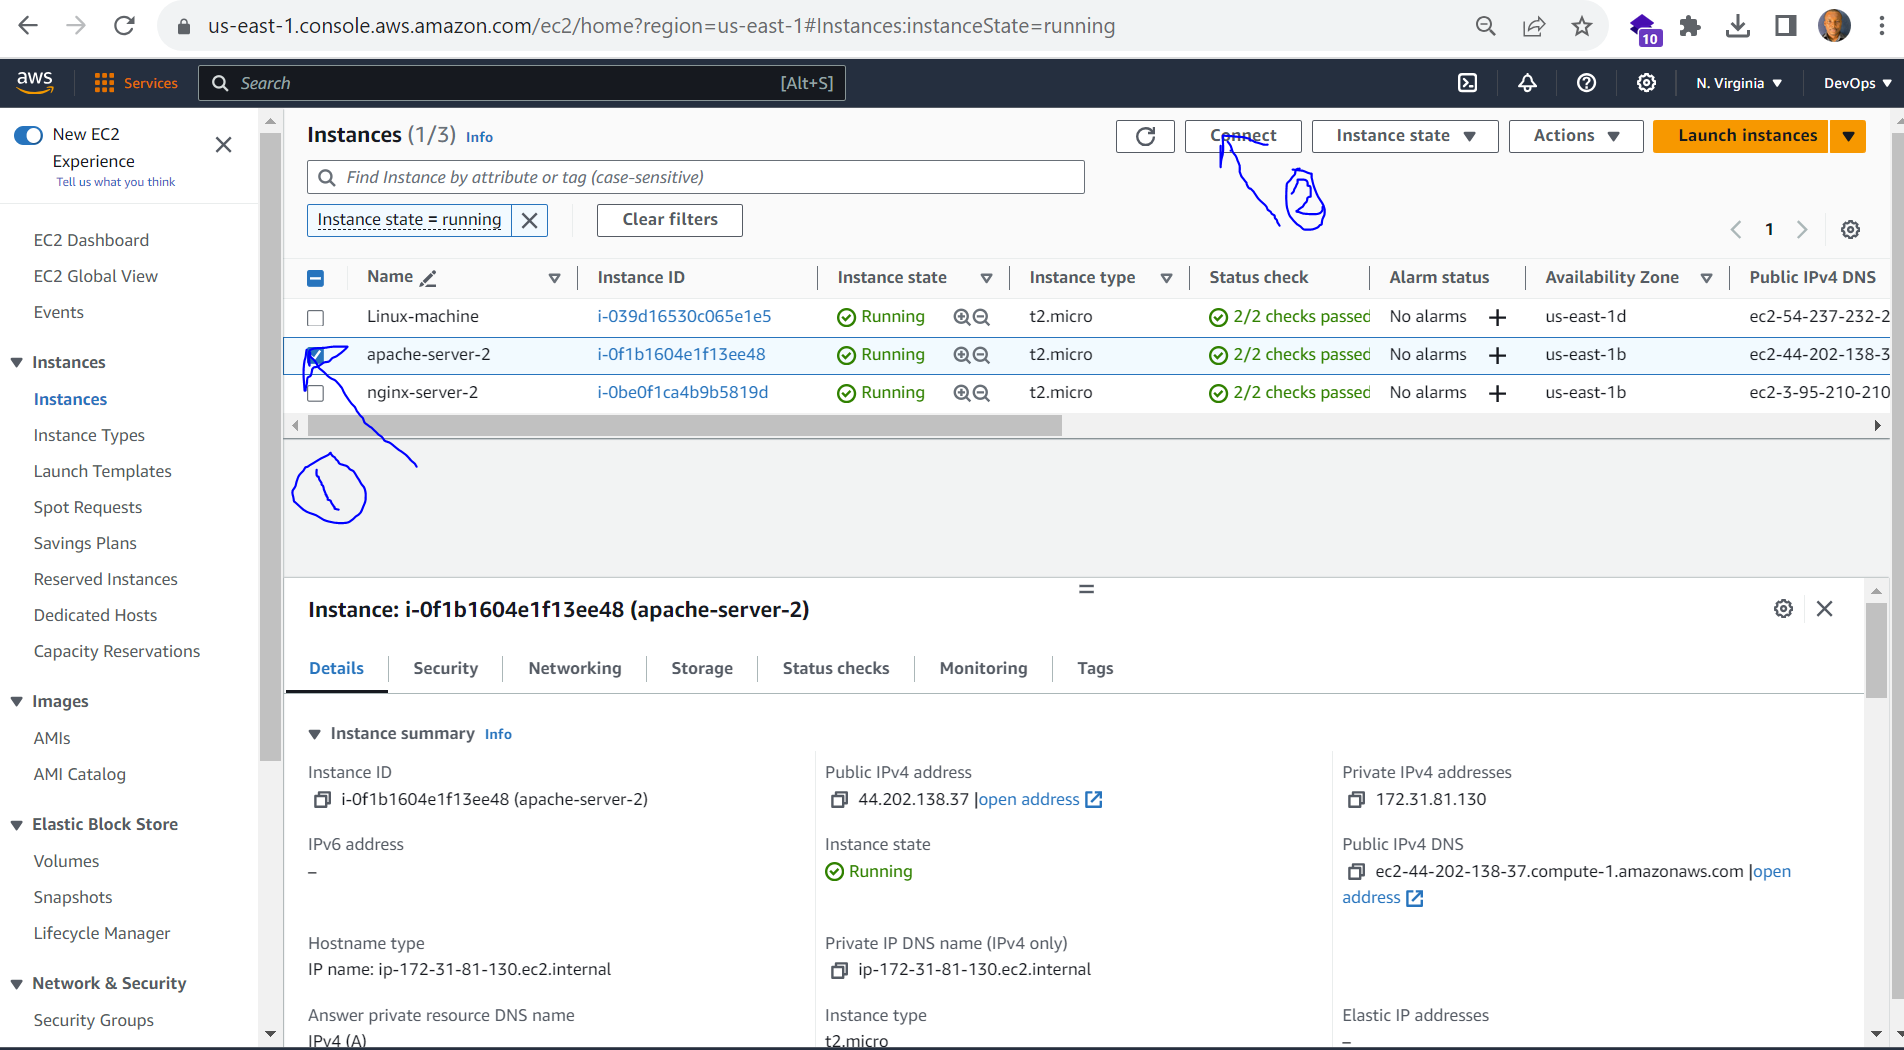 us-east-1.console.aws.amazon.com/ec2/home?region=us-east-1#Instances:instanceState=running
10
aws
Services
Search
[Alt+S]
N. Virginia
DevOps
New EC2
Experience
Tell us what you think
EC2 Dashboard
EC2 Global View
Events
Instances
Instances
Instance Types
Launch Templates
Spot Requests
Savings Plans
Reserved Instances
Dedicated Hosts
Capacity Reservations
Images
AMIs
AMI Catalog
Elastic Block Store
Volumes
Snapshots
Lifecycle Manager
Network & Security
Security Groups
Instances (1/3) Info
Connect
Instance state
Actions
Launch instances
Find Instance by attribute or tag (case-sensitive)
2
Instance state = running
Clear filters
1
Name Instance ID Instance state Instance type Status check Alarm status Availability Zone Public IPv4 DNS
Linux-machine i-039d16530c065e1e5 Running t2.micro 2/2 checks passed No alarms us-east-1d ec2-54-237-232-2
apache-server-2 i-0f1b1604e1f13ee48 Running t2.micro 2/2 checks passed No alarms us-east-1b ec2-44-202-138-3
nginx-server-2 i-0be0f1ca4b9b5819d Running t2.micro 2/2 checks passed No alarms us-east-1b ec2-3-95-210-210
1
Instance: i-0f1b1604e1f13ee48 (apache-server-2)
Details Security Networking Storage Status checks Monitoring Tags
Instance summary Info
Instance ID
i-0f1b1604e1f13ee48 (apache-server-2)
Public IPv4 address
44.202.138.37 |open address
Private IPv4 addresses
172.31.81.130
IPv6 address
–
Instance state
Running
Public IPv4 DNS
ec2-44-202-138-37.compute-1.amazonaws.com |open
address
Hostname type
IP name: ip-172-31-81-130.ec2.internal
Private IP DNS name (IPv4 only)
ip-172-31-81-130.ec2.internal
Answer private resource DNS name
IPv4 (A)
Instance type
t2.micro
Elastic IP addresses
–